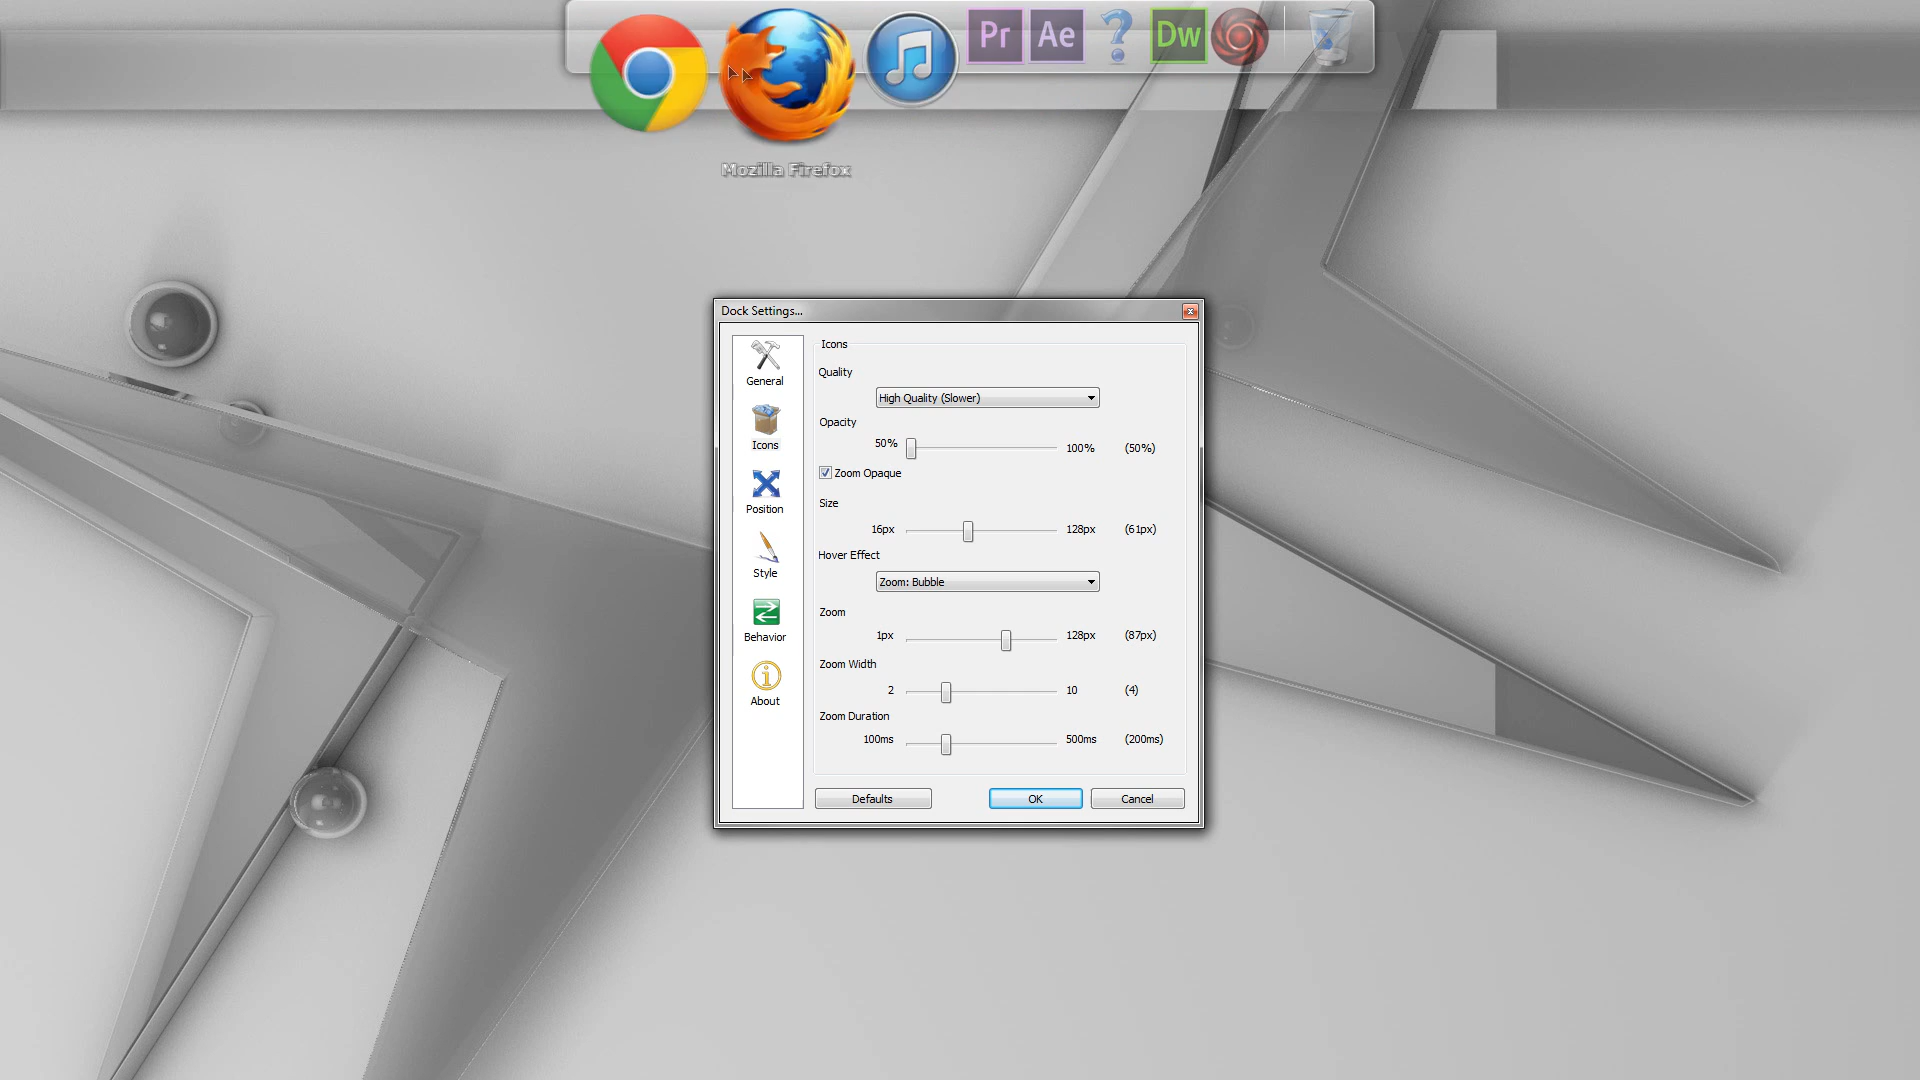 Pr Ae ? Dw
Mozilla Firefox
Dock Settings...
General
Icons
Position
Style
Behavior
About
Icons
Quality
High Quality (Slower)
Opacity
50% 100% (50%)
Zoom Opaque
Size
16px 128px (61px)
Hover Effect
Zoom: Bubble
Zoom
1px 128px (87px)
Zoom Width
2 10 (4)
Zoom Duration
100ms 500ms (200ms)
Defaults OK Cancel